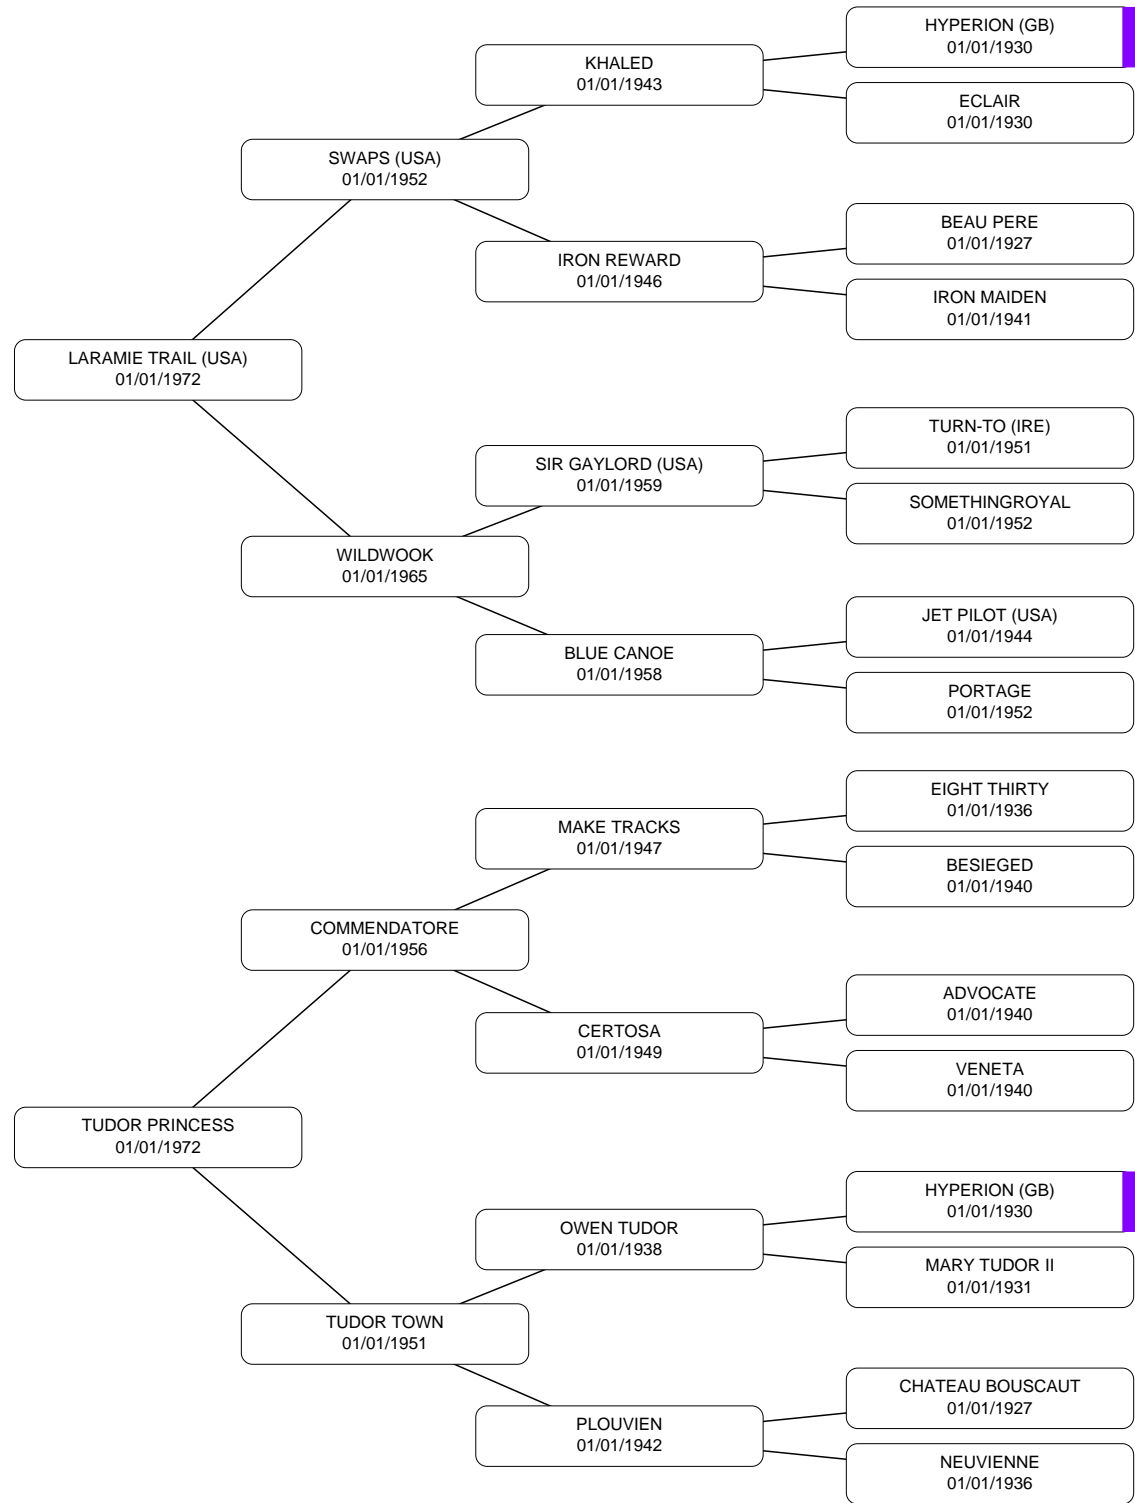 HYPERION (GB)
01/01/1930
KHALED
01/01/1943
ECLAIR
01/01/1930
SWAPS (USA)
01/01/1952
BEAU PERE
01/01/1927
IRON REWARD
01/01/1946
IRON MAIDEN
01/01/1941
LARAMIE TRAIL (USA)
01/01/1972
TURN-TO (IRE)
01/01/1951
SIR GAYLORD (USA)
01/01/1959
SOMETHINGROYAL
01/01/1952
WILDWOOK
01/01/1965
JET PILOT (USA)
01/01/1944
BLUE CANOE
01/01/1958
PORTAGE
01/01/1952
EIGHT THIRTY
01/01/1936
MAKE TRACKS
01/01/1947
BESIEGED
01/01/1940
COMMENDATORE
01/01/1956
ADVOCATE
01/01/1940
CERTOSA
01/01/1949
VENETA
01/01/1940
TUDOR PRINCESS
01/01/1972
HYPERION (GB)
01/01/1930
OWEN TUDOR
01/01/1938
MARY TUDOR II
01/01/1931
TUDOR TOWN
01/01/1951
CHATEAU BOUSCAUT
01/01/1927
PLOUVIEN
01/01/1942
NEUVIENNE
01/01/1936